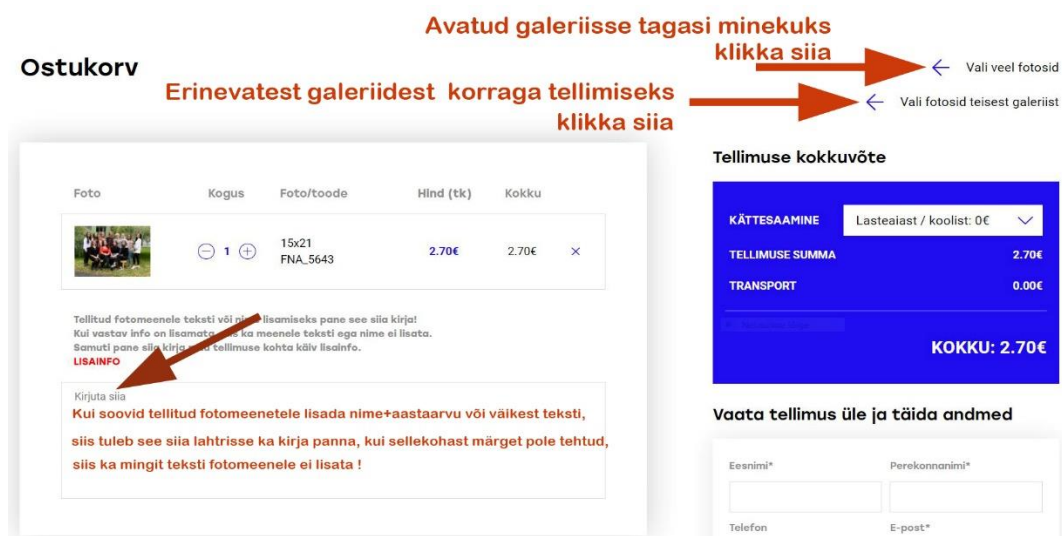 Avatud galeriisse tagasi minekuks
klikka siia
Ostukorv
Vali veel fotosid
Erinevatest galeriidest korraga tellimiseks
klikka siia
Vali fotosid teisest galeriist
Tellimuse kokkuvõte
Foto Kogus Foto/toode Hind (tk) Kokku
1 15x21
FNA_5643 2.70€ 2.70€ ×
KÄTTESAAMINE Lasteaiast / koolist: 0€
TELLIMUSE SUMMA 2.70€
TRANSPORT 0.00€
KOKKU: 2.70€
Tellitud fotomeenele teksti või lisamiseks pane see siia kirja!
Kui vastav info on lisamata ka meenele teksti ega nime ei lisata.
Samuti pane siia kirja tellimuse kohta käiv lisainfo.
LISAINFO
Kirjuta siia
Kui soovid tellitud fotomeenetele lisada nime+aastaarvu või väikest teksti,
siis tuleb see siia lahtrisse ka kirja panna, kui sellekohast märget pole tehtud,
siis ka mingit teksti fotomeenele ei lisata !
Vaata tellimus üle ja täida andmed
Eesnimi* Perekonnanimi*
Telefon E-post*